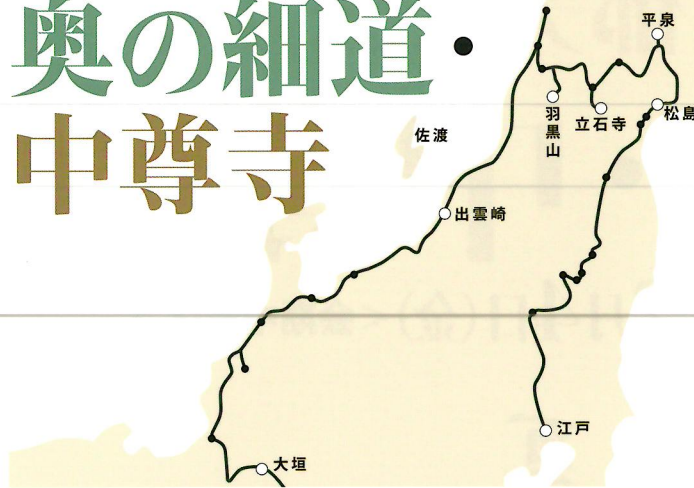 奥の細道・
中尊寺
平泉
松島
立石寺
羽黒山
佐渡
出雲崎
江戸
大垣